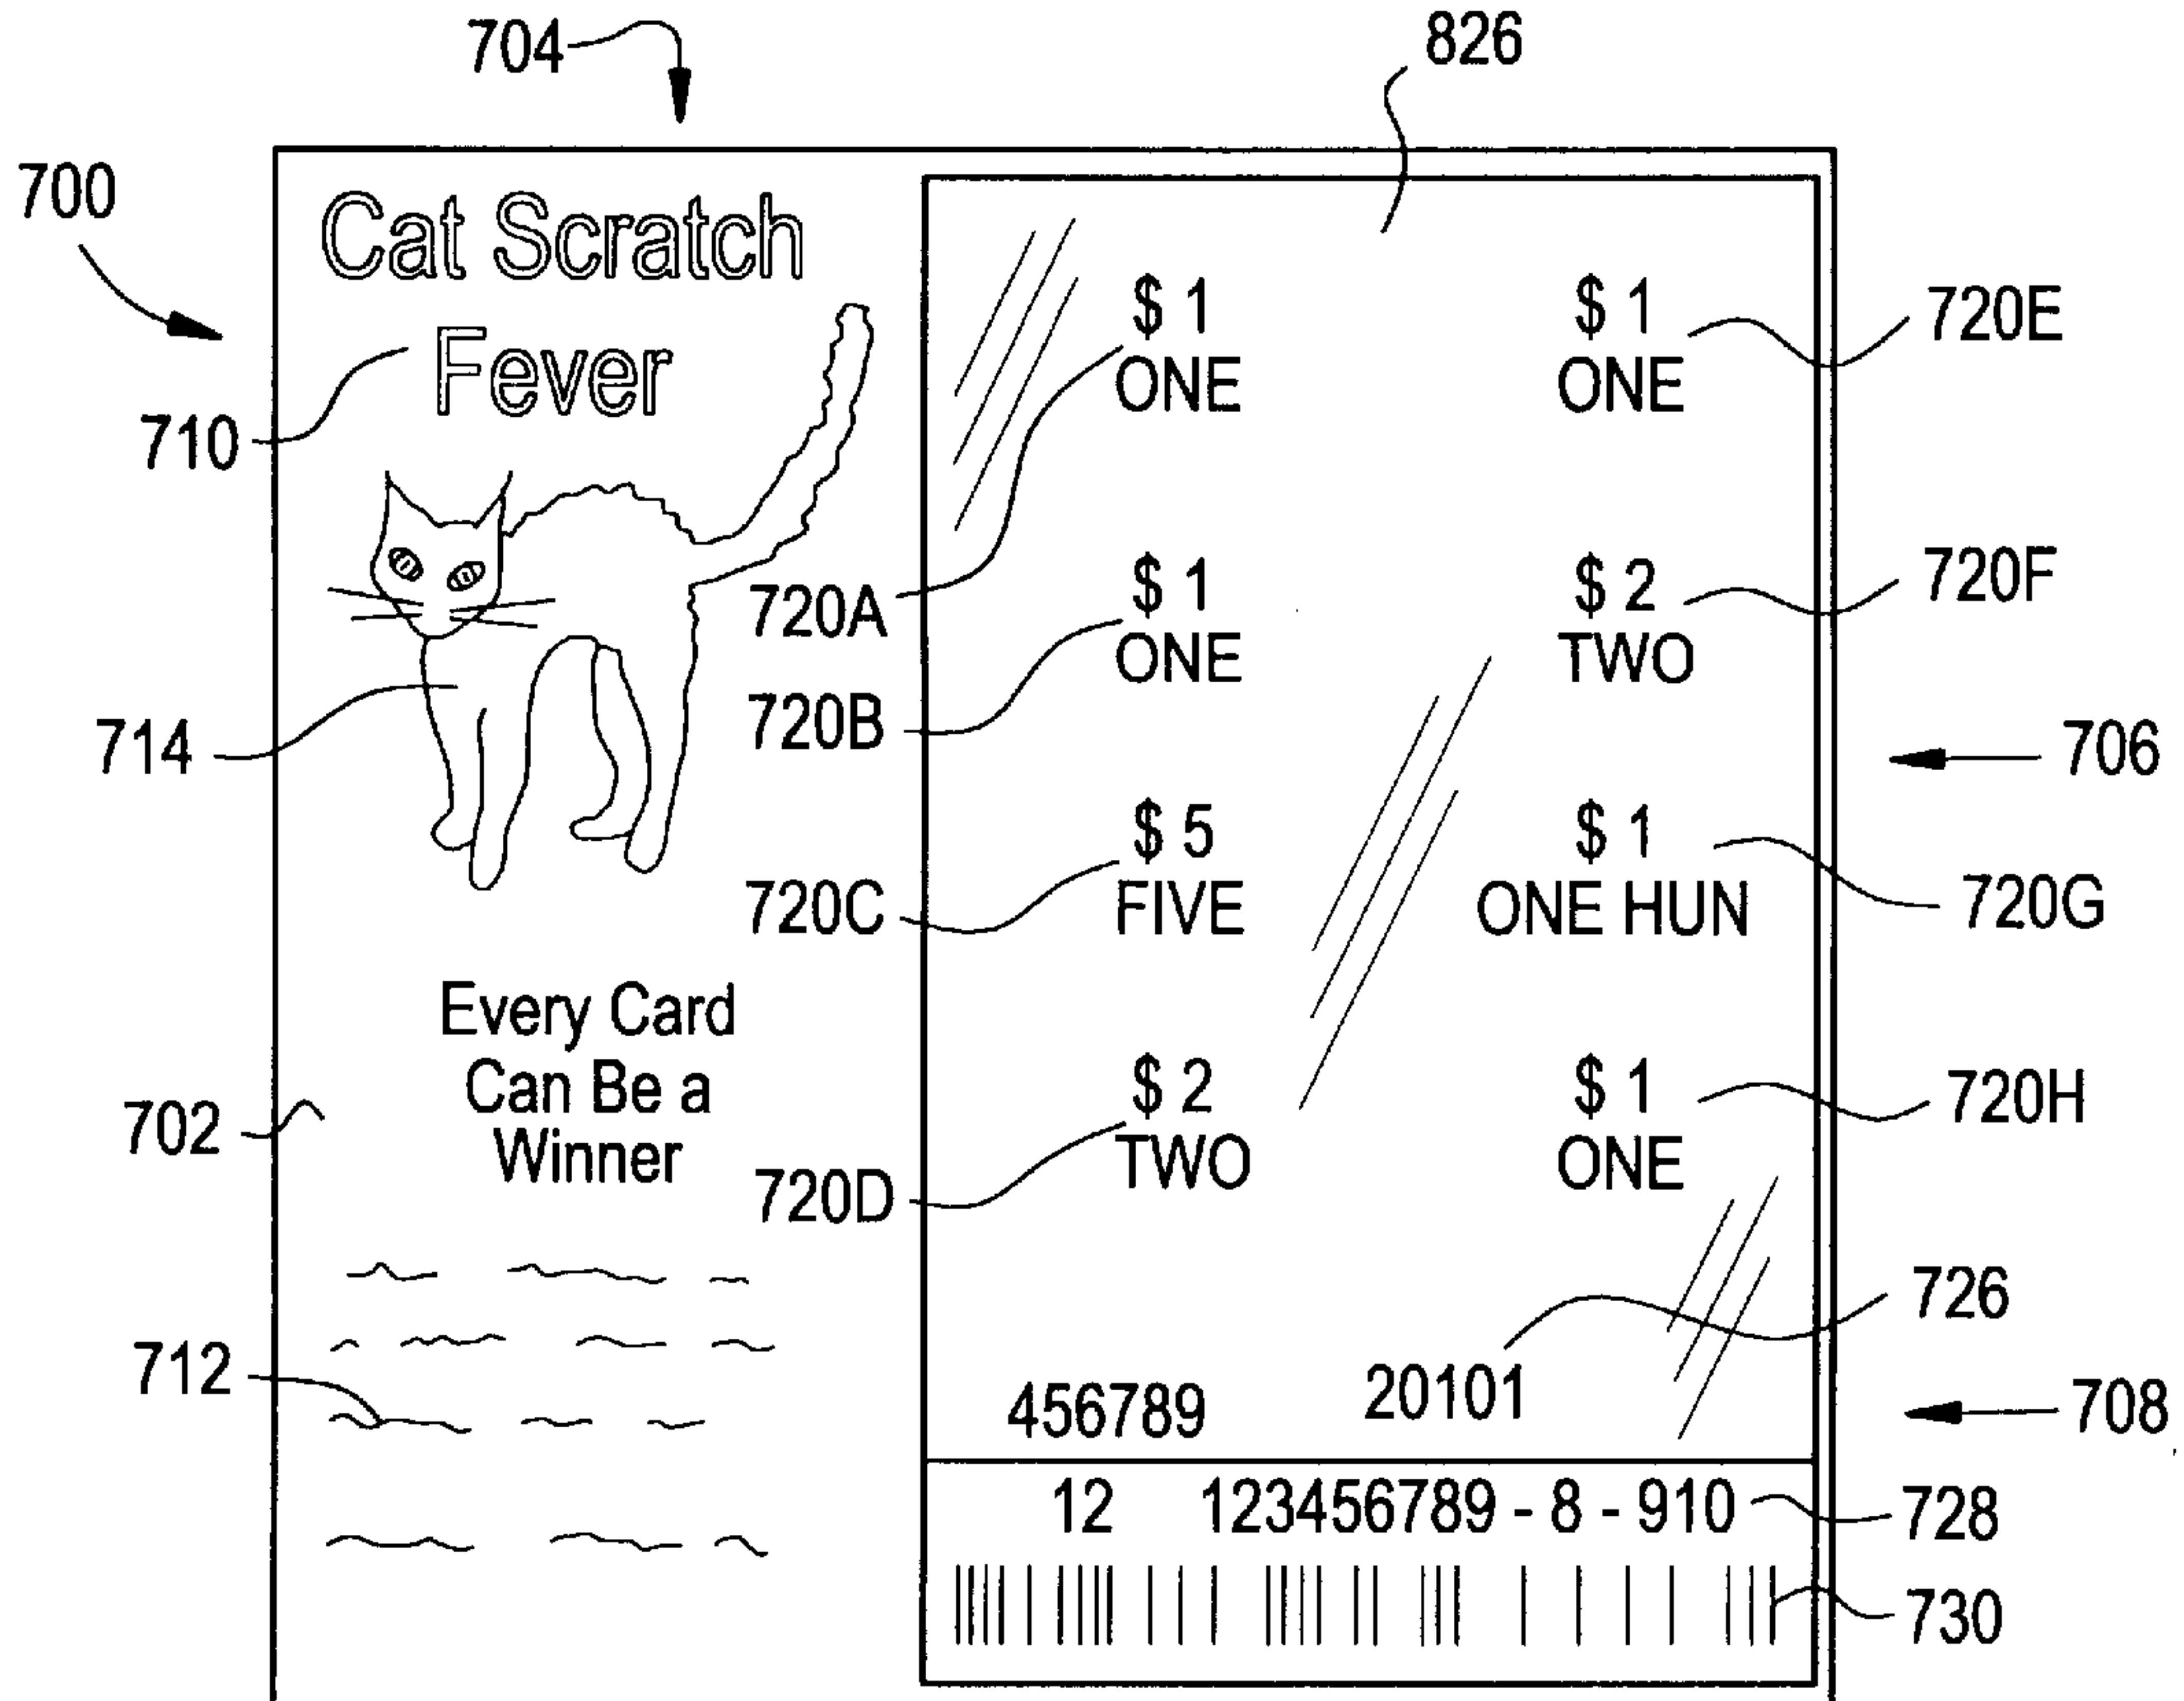 704
826
700
Cat Scratch
Fever
710
$ 1
ONE
$ 1
ONE
720E
720A
$ 1
ONE
$ 2
TWO
720F
720B
714
706
$ 5
FIVE
$ 1
ONE HUN
720C
720G
Every Card
Can Be a
Winner
702
$ 2
TWO
$ 1
ONE
720H
720D
726
712
456789
20101
708
12 123456789 - 8 - 910
728
730